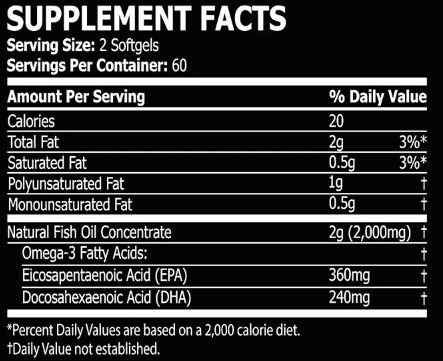 SUPPLEMENT FACTS
Serving Size: 2 Softgels
Servings Per Container: 60
Amount Per Serving % Daily Value
Calories 20
Total Fat 2g 3%*
Saturated Fat 0.5g 3%*
Polyunsaturated Fat 1g †
Monounsaturated Fat 0.5g †
Natural Fish Oil Concentrate 2g (2,000mg) †
Omega-3 Fatty Acids: †
Eicosapentaenoic Acid (EPA) 360mg †
Docosahexaenoic Acid (DHA) 240mg †
*Percent Daily Values are based on a 2,000 calorie diet.
†Daily Value not established.